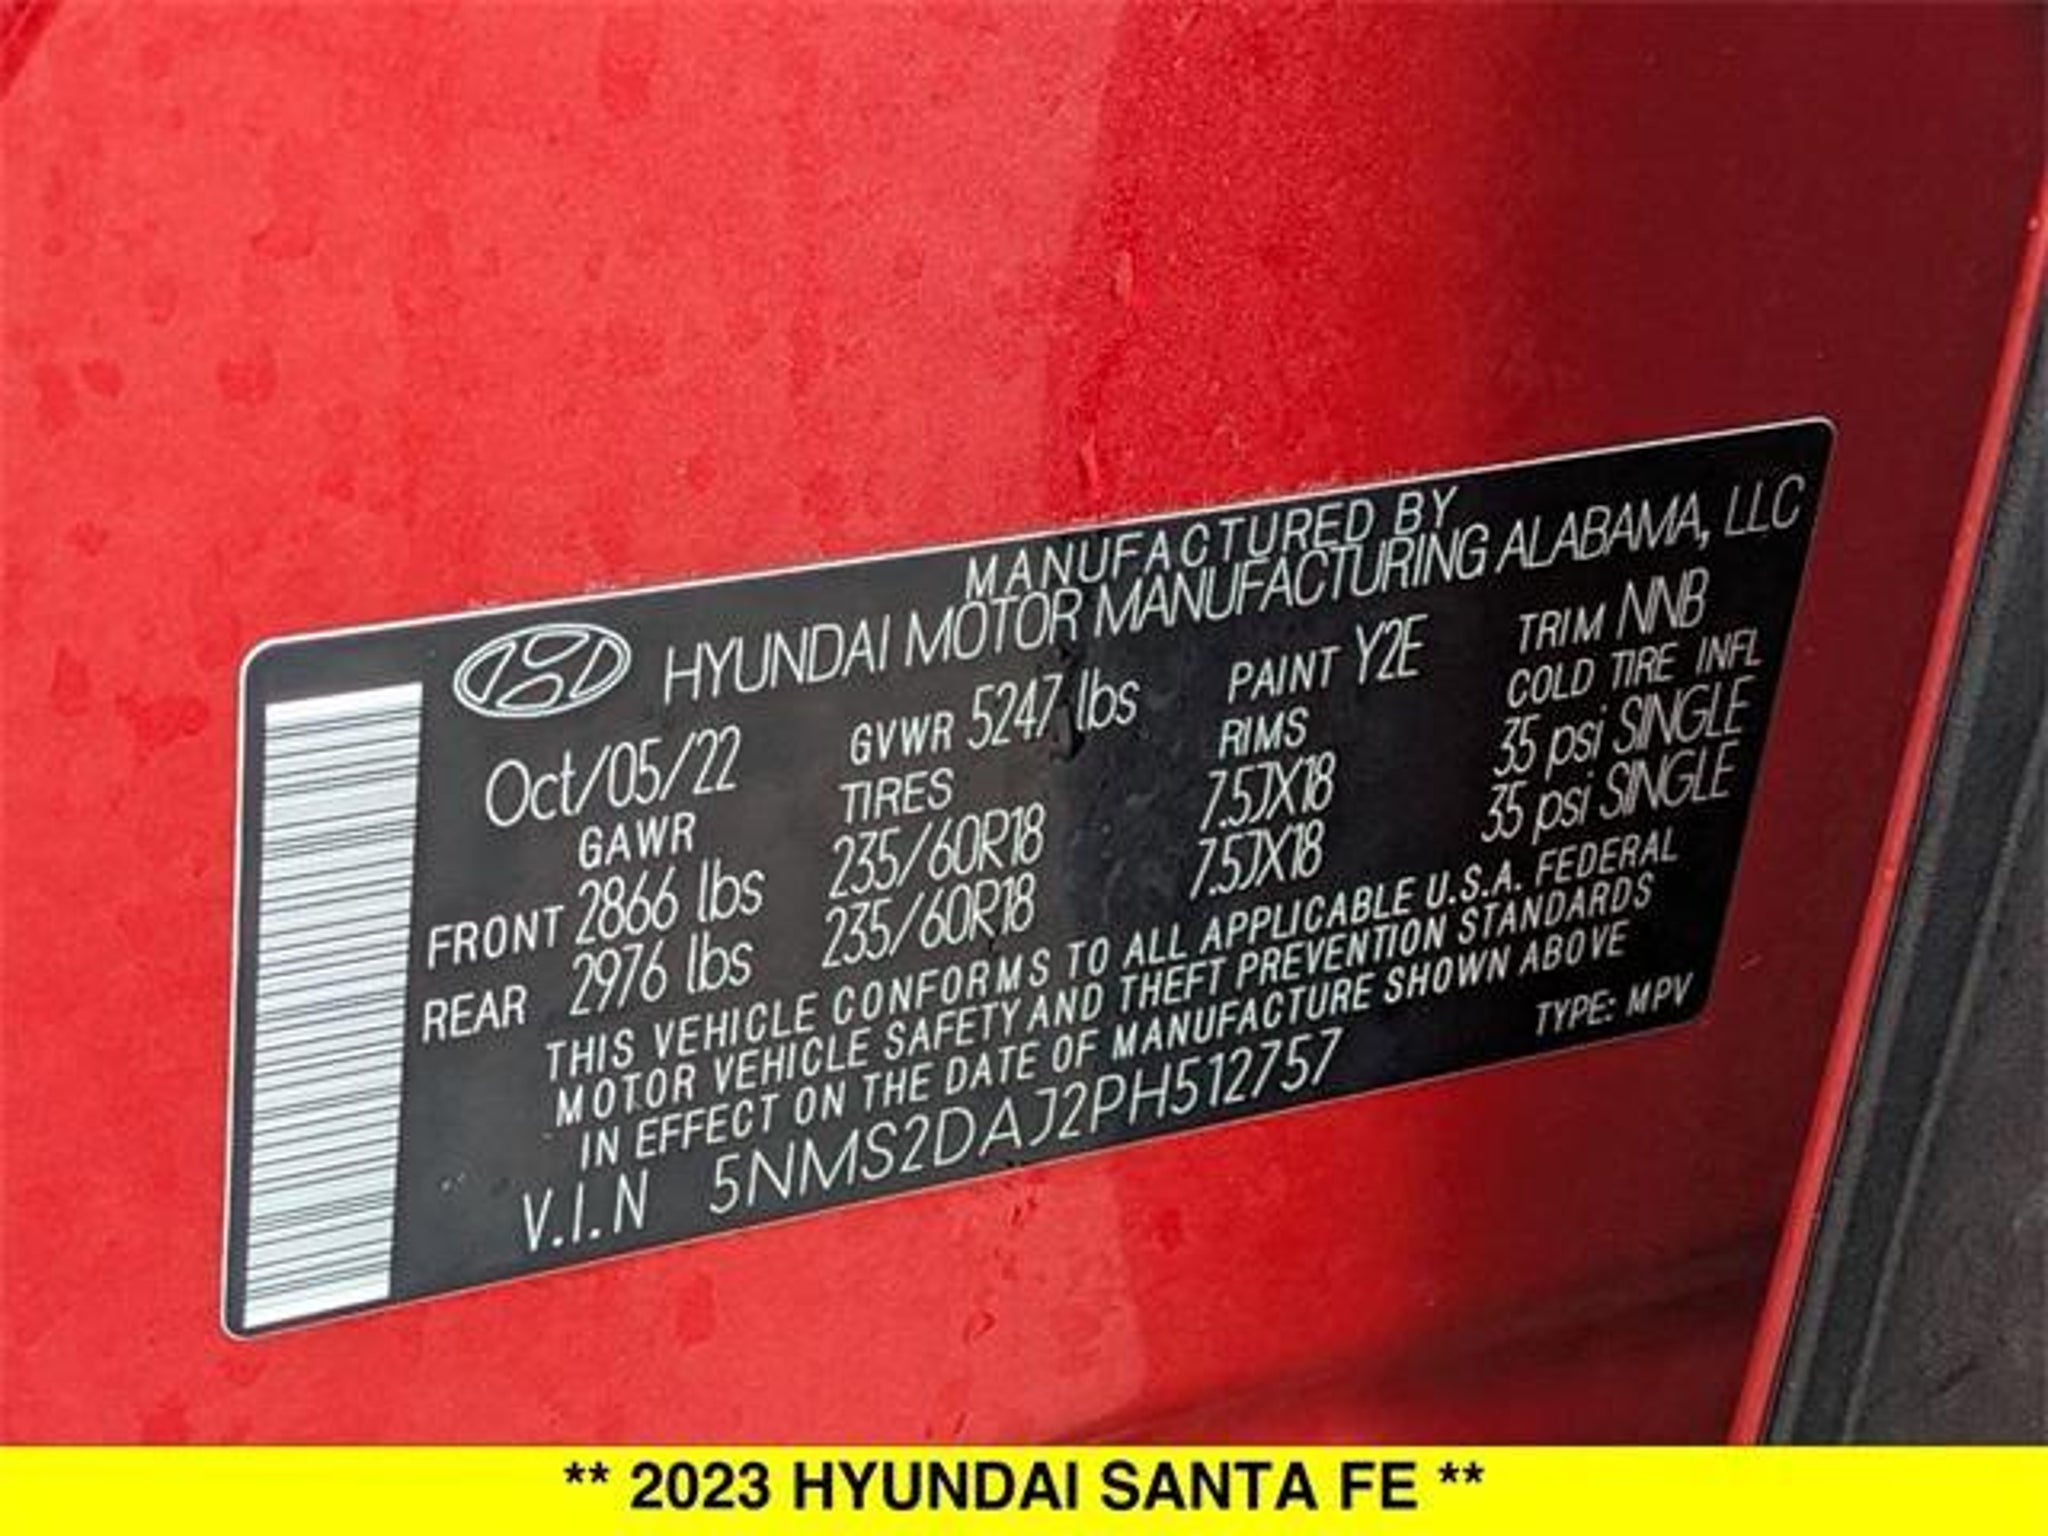 MANUFACTURED BY
HYUNDAI MOTOR MANUFACTURING ALABAMA, LLC
Oct/05/22 GVWR 5247 lbs PAINT Y2E TRIM NNB
GAWR TIRES RIMS COLD TIRE INFL
FRONT 2866 lbs 235/60R18 7.5JX18 35 psi SINGLE
REAR 2976 lbs 235/60R18 7.5JX18 35 psi SINGLE
THIS VEHICLE CONFORMS TO ALL APPLICABLE U.S.A. FEDERAL
MOTOR VEHICLE SAFETY AND THEFT PREVENTION STANDARDS
IN EFFECT ON THE DATE OF MANUFACTURE SHOWN ABOVE
V.I.N 5NMS2DAJ2PH512757 TYPE: MPV
** 2023 HYUNDAI SANTA FE **